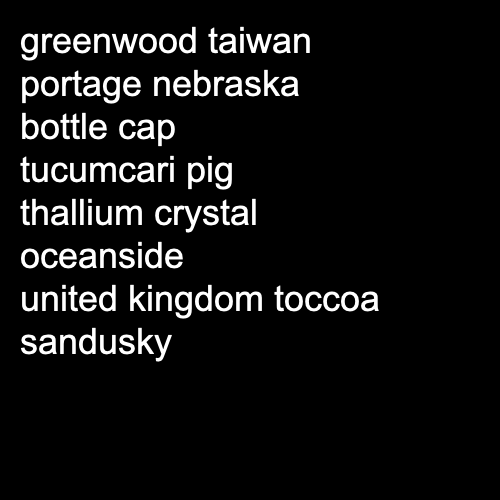 greenwood taiwan
portage nebraska
bottle cap
tucumcari pig
thallium crystal
oceanside
united kingdom toccoa
sandusky